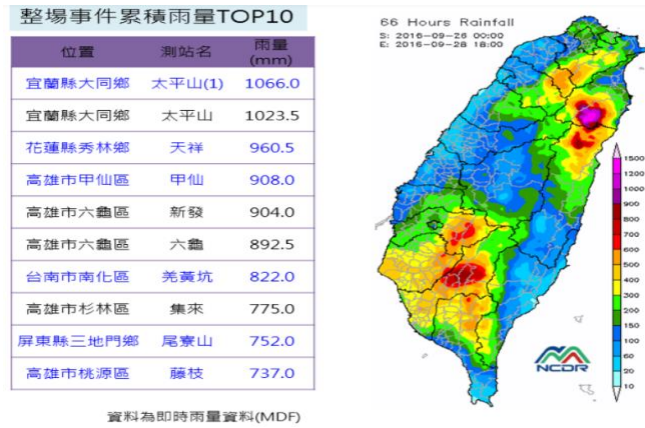 整場事件累積雨量TOP10
位置 測站名 雨量(mm)
宜蘭縣大同鄉 太平山(1) 1066.0
宜蘭縣大同鄉 太平山 1023.5
花蓮縣秀林鄉 天祥 960.5
高雄市甲仙區 甲仙 908.0
高雄市六龜區 新發 904.0
高雄市六龜區 六龜 892.5
台南市南化區 羌黃坑 822.0
高雄市杉林區 集來 775.0
屏東縣三地門鄉 尾寮山 752.0
高雄市桃源區 藤枝 737.0
資料為即時雨量資料(MDF)
66 Hours Rainfall
S: 2016-09-26 00:00
E: 2016-09-28 18:00
1500
1200
1000
900
800
700
600
500
400
300
200
150
100
60
20
10
NCDR